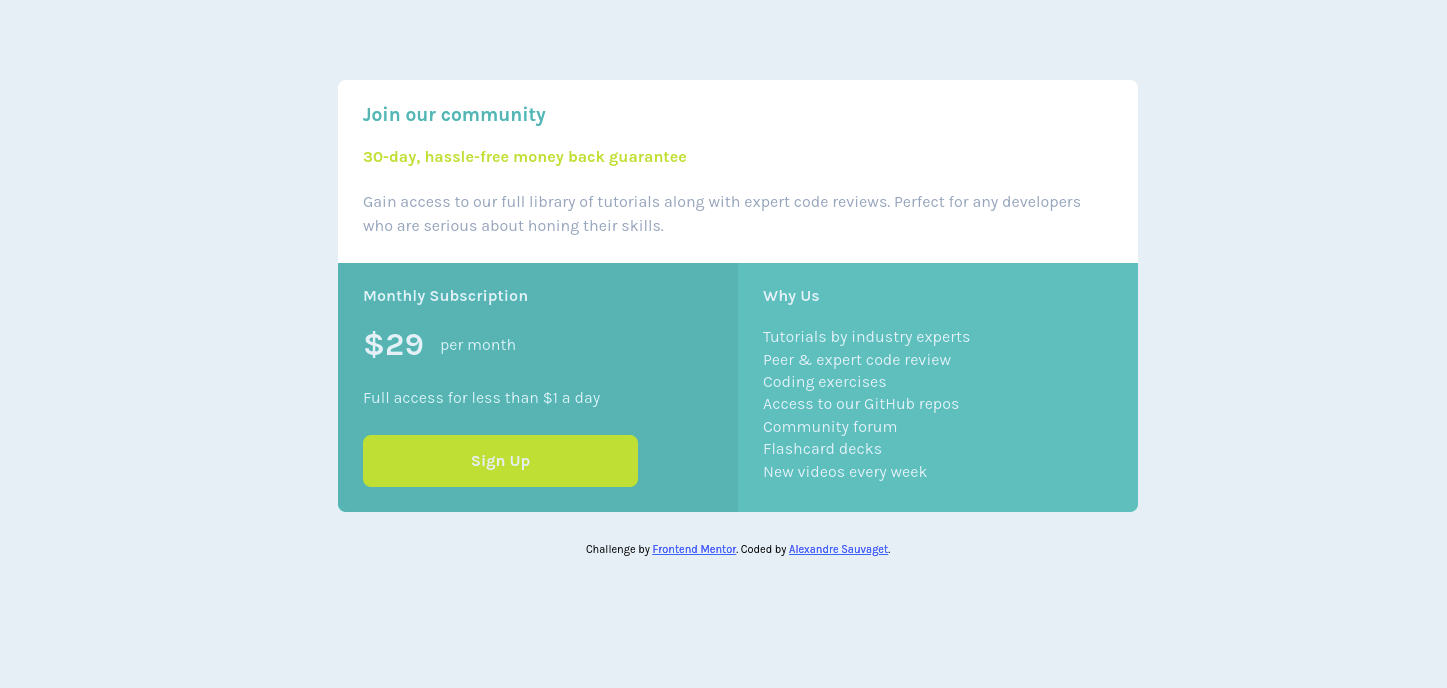 Join our community
30-day, hassle-free money back guarantee
Gain access to our full library of tutorials along with expert code reviews. Perfect for any developers
who are serious about honing their skills.
Monthly Subscription
$29 per month
Full access for less than $1 a day
Sign Up
Why Us
Tutorials by industry experts
Peer & expert code review
Coding exercises
Access to our GitHub repos
Community forum
Flashcard decks
New videos every week
Challenge by Frontend Mentor. Coded by Alexandre Sauvaget.